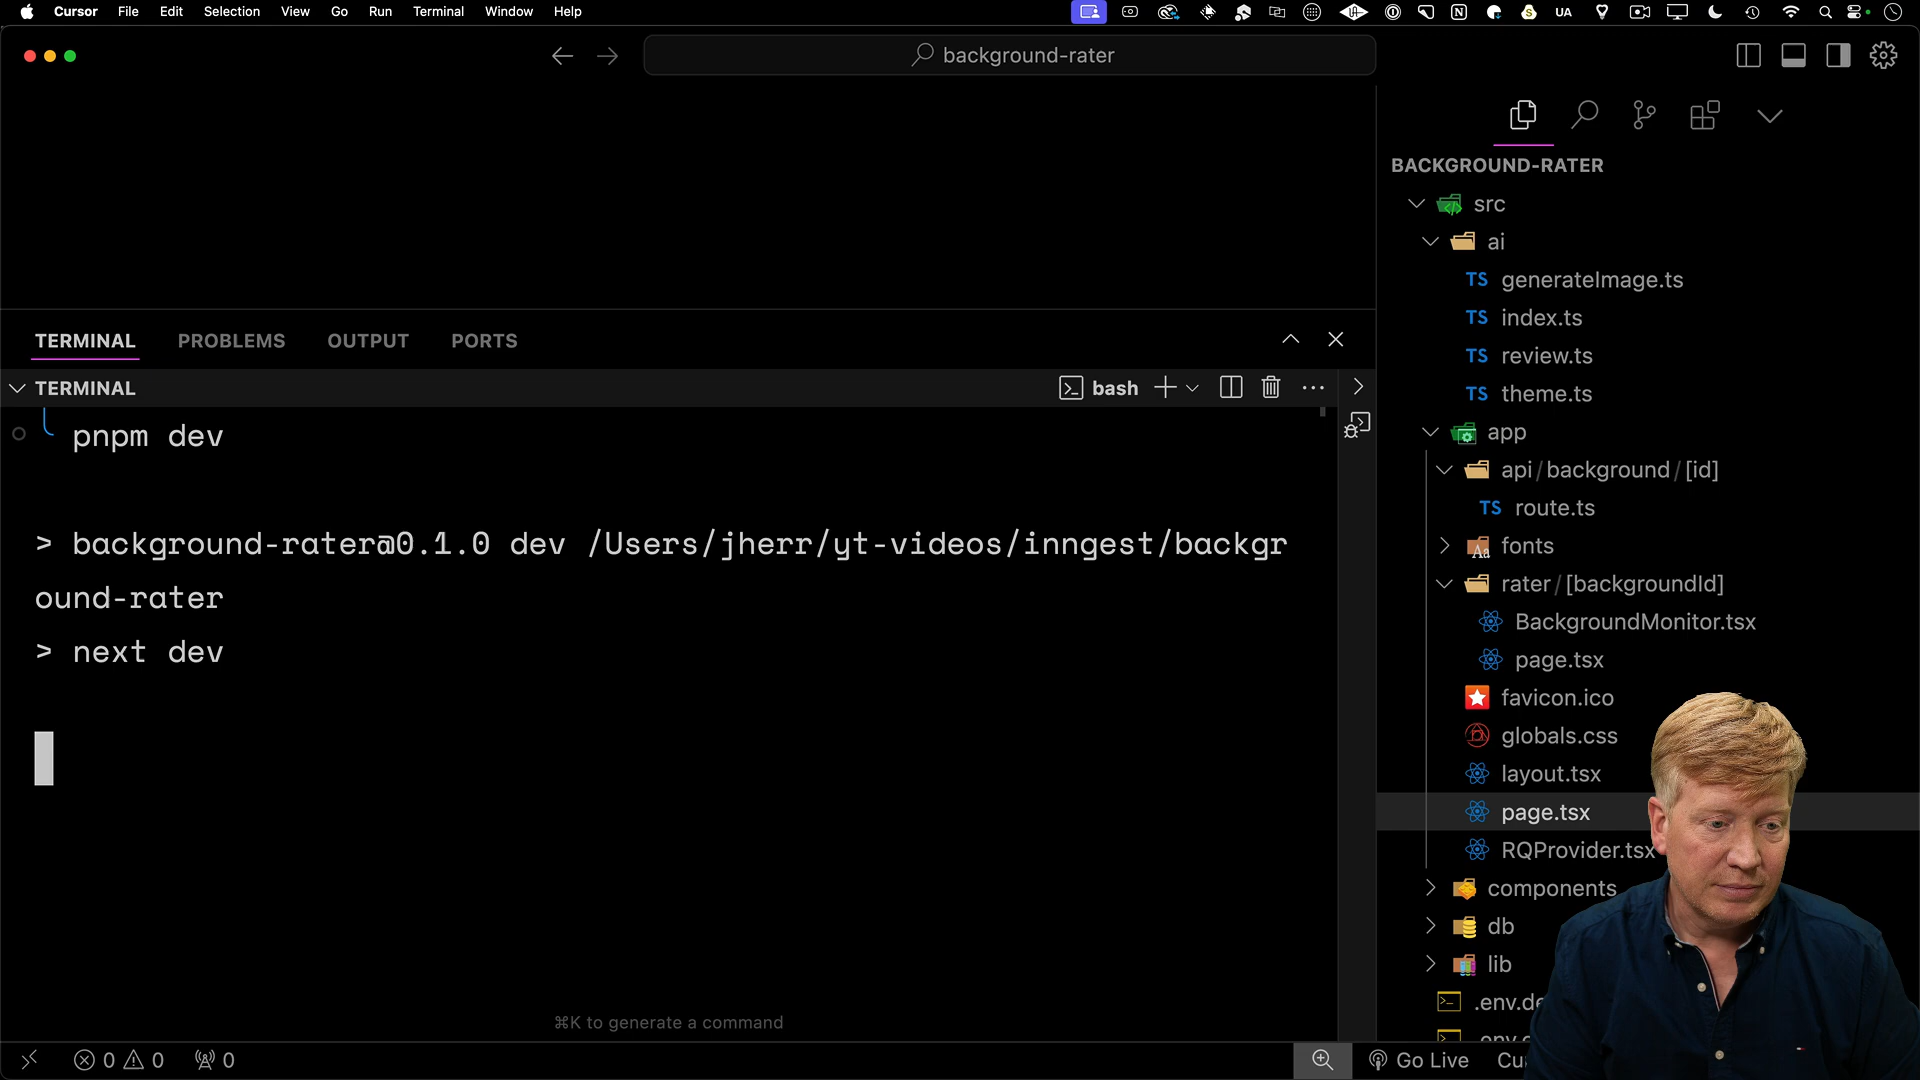 Cursor File Edit Selection View Go Run Terminal Window Help UA
background-rater
TERMINAL PROBLEMS OUTPUT PORTS
TERMINAL
bash
pnpm dev
> background-rater@0.1.0 dev /Users/jherr/yt-videos/inngest/backgr
ound-rater
> next dev
⌘K to generate a command
0 0 0
Go Live
BACKGROUND-RATER
src
ai
TS generateImage.ts
TS index.ts
TS review.ts
TS theme.ts
app
api / background / [id]
TS route.ts
Aa fonts
rater / [backgroundId]
BackgroundMonitor.tsx
page.tsx
favicon.ico
globals.css
layout.tsx
page.tsx
RQProvider.tsx
components
db
lib